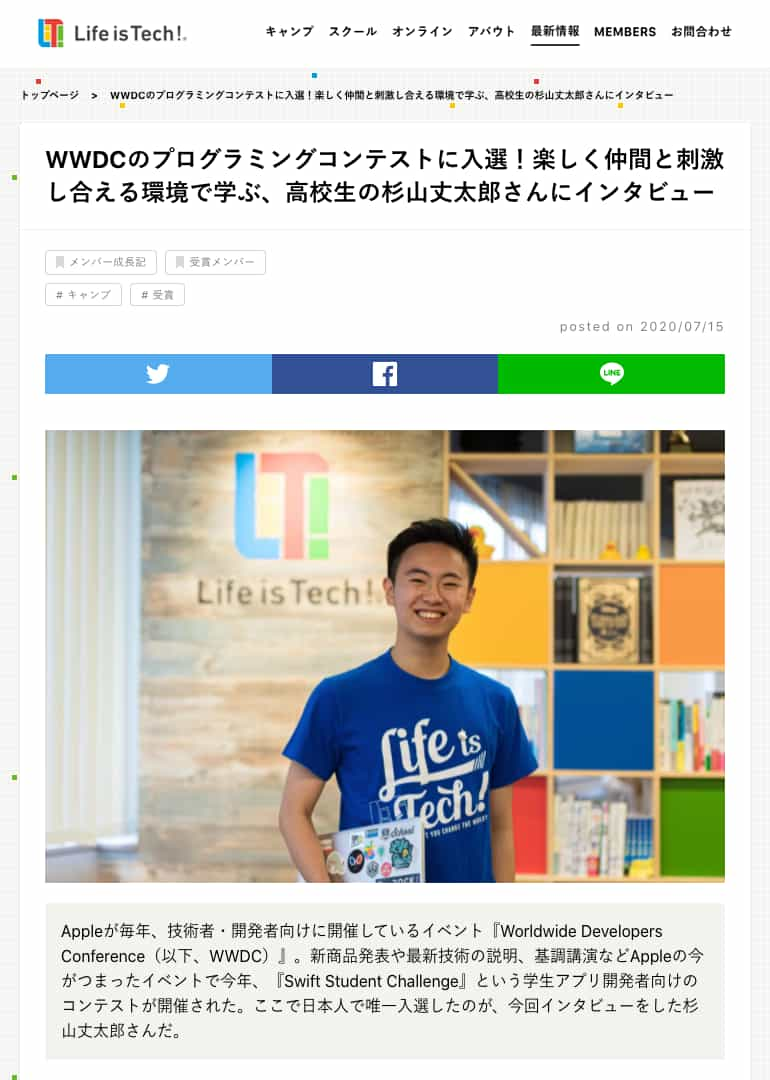 Life is Tech!
キャンプ スクール オンライン アバウト 最新情報 MEMBERS お問合わせ
トップページ > WWDCのプログラミングコンテストに入選！楽しく仲間と刺激し合える環境で学ぶ、高校生の杉山丈太郎さんにインタビュー
WWDCのプログラミングコンテストに入選！楽しく仲間と刺激
し合える環境で学ぶ、高校生の杉山丈太郎さんにインタビュー
メンバー成長記 受賞メンバー
# キャンプ # 受賞
posted on 2020/07/15
LINE
Life is Tech!
Life is
Tech!
School
Appleが毎年、技術者・開発者向けに開催しているイベント『Worldwide Developers
Conference（以下、WWDC）』。新商品発表や最新技術の説明、基調講演などAppleの今
がつまったイベントで今年、『Swift Student Challenge』という学生アプリ開発者向けの
コンテストが開催された。ここで日本人で唯一入選したのが、今回インタビューをした杉
山丈太郎さんだ。